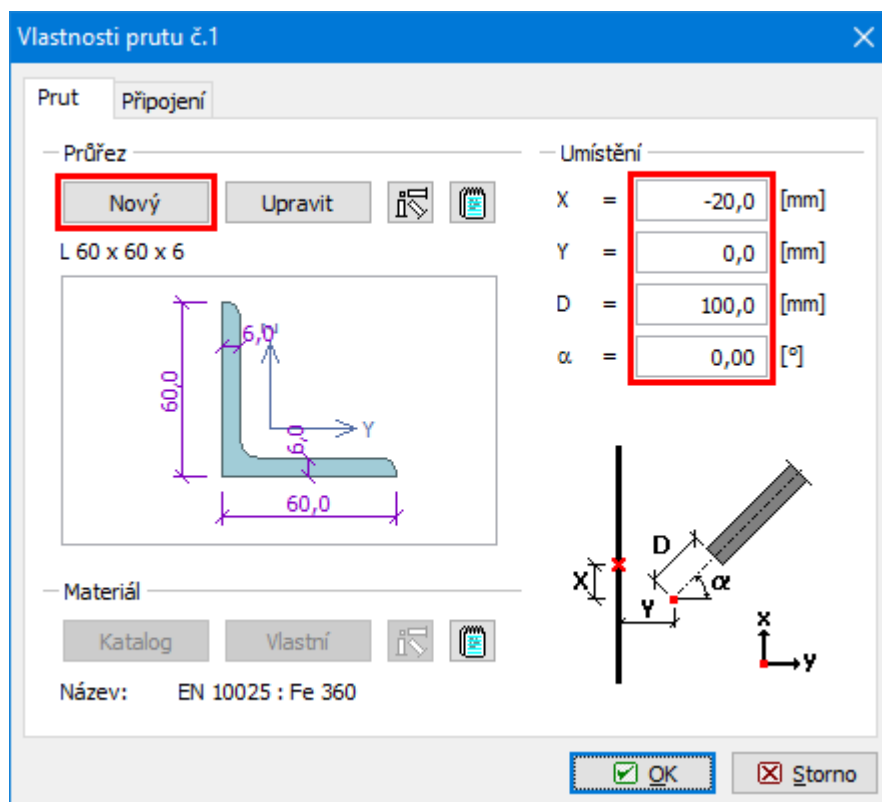 Vlastnosti prutu č.1
Prut Připojení
Průřez
Nový Upravit
L 60 x 60 x 6
6,0
60,0
Y
6,0
60,0
Materiál
Katalog Vlastní
Název: EN 10025 : Fe 360
Umístění
X = -20,0 [mm]
Y = 0,0 [mm]
D = 100,0 [mm]
α = 0,00 [°]
D
X
α
Y
x
y
OK Storno